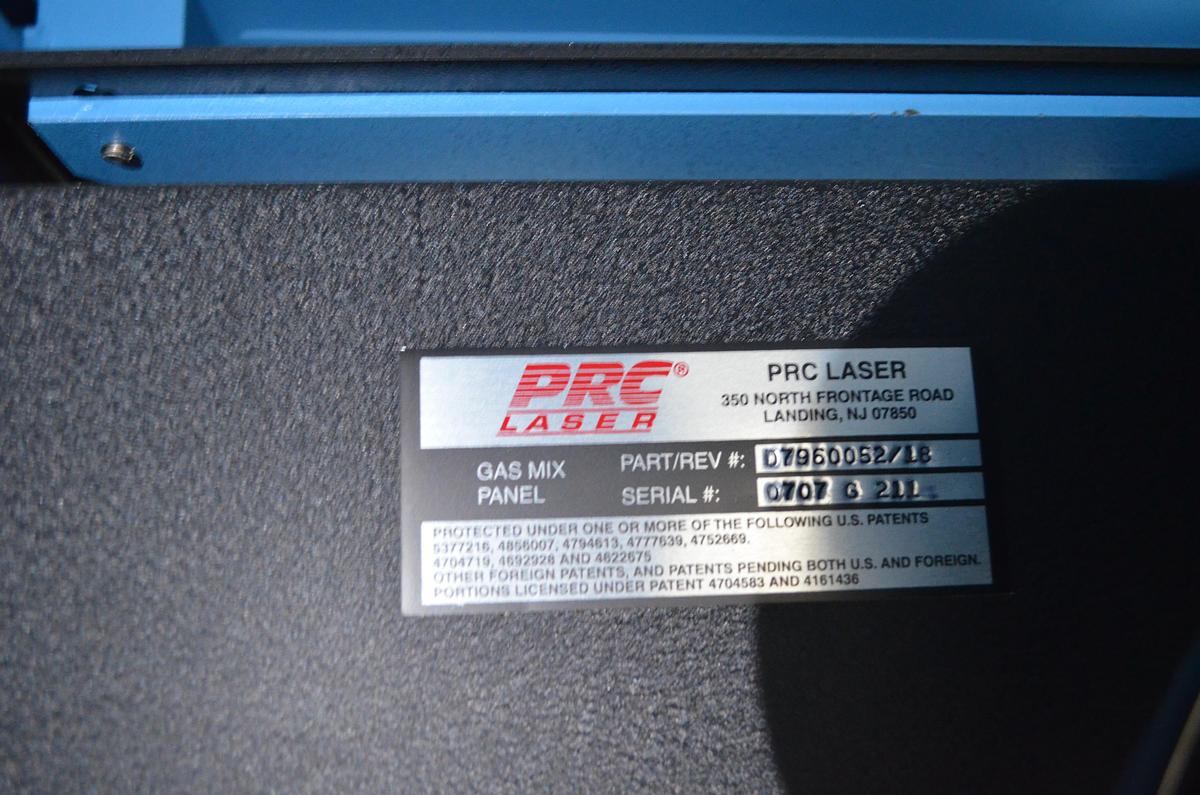 PRC®
LASER
PRC LASER
350 NORTH FRONTAGE ROAD
LANDING, NJ 07850
GAS MIX
PANEL
PART/REV #: D7960052/18
SERIAL #: 0707 G 211
PROTECTED UNDER ONE OR MORE OF THE FOLLOWING U.S. PATENTS
5377216, 4856007, 4794613, 4777639, 4752669.
4704719, 4692928 AND 4622675
OTHER FOREIGN PATENTS, AND PATENTS PENDING BOTH U.S. AND FOREIGN.
PORTIONS LICENSED UNDER PATENT 4704583 AND 4161436